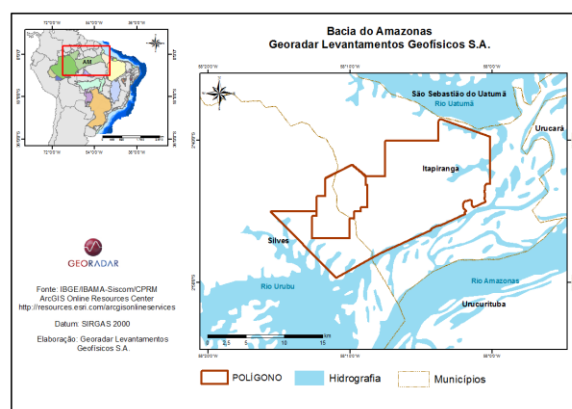 Bacia do Amazonas
Georadar Levantamentos Geofísicos S.A.
AM
São Sebastião do Uatumã
Rio Uatumã
Urucará
Itapiranga
Silves
Rio Urubu
Rio Amazonas
Urucurituba
GEORADAR
Fonte: IBGE/IBAMA-Siscom/CPRM
ArcGIS Online Resources Center
http://resources.esri.com/arcgisonlineservices
Datum: SIRGAS 2000
Elaboração: Georadar Levantamentos
Geofísicos S.A.
0 2,5 5 10 15
POLÍGONO
Hidrografia
Municípios